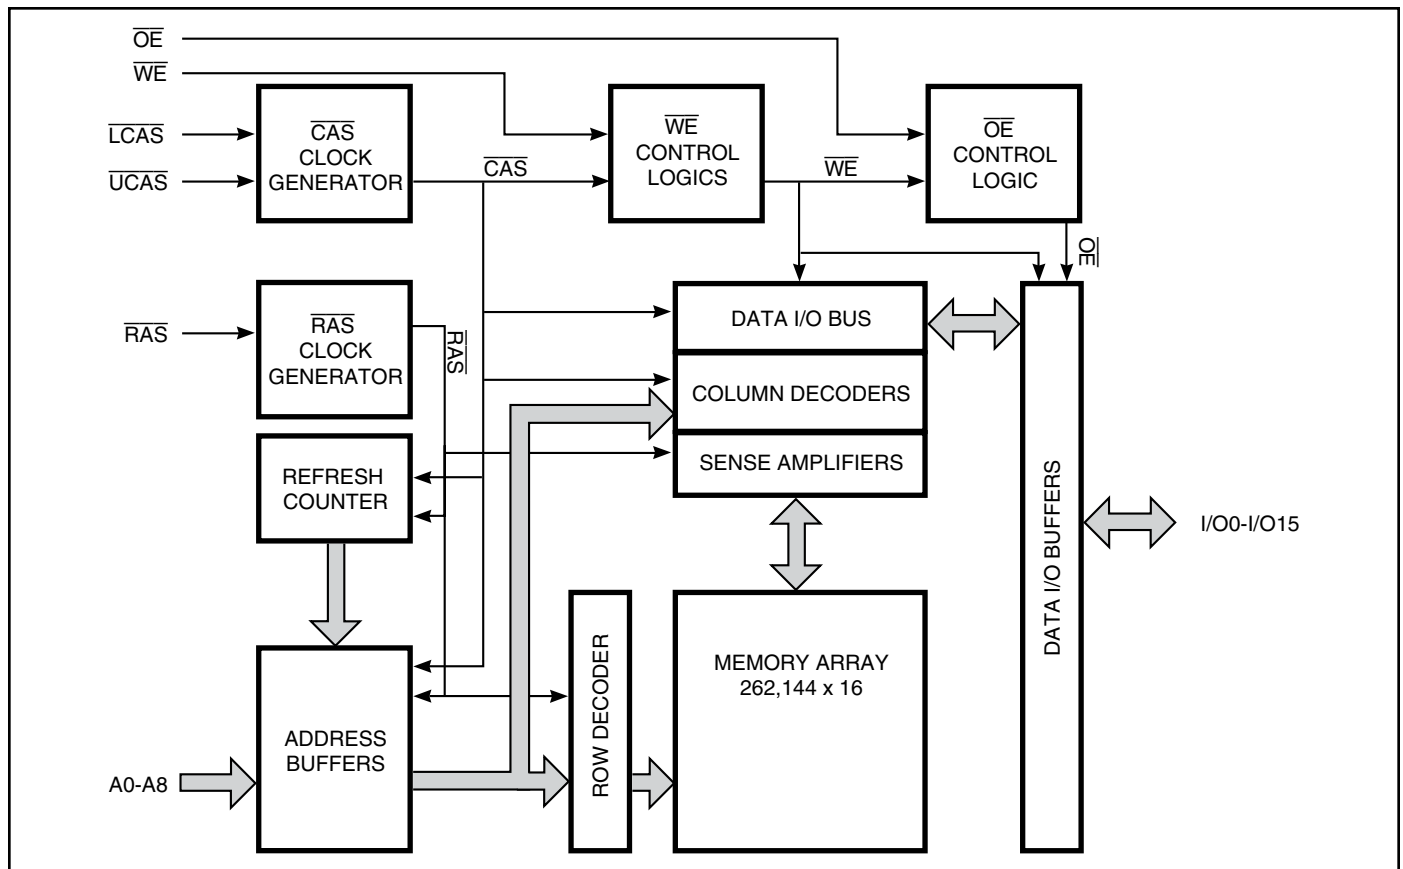 OE
WE
LCAS
UCAS
CAS
CLOCK
GENERATOR
CAS
WE
CONTROL
LOGICS
WE
OE
CONTROL
LOGIC
OE
RAS
RAS
CLOCK
GENERATOR
RAS
DATA I/O BUS
COLUMN DECODERS
SENSE AMPLIFIERS
REFRESH
COUNTER
DATA I/O BUFFERS
I/O0-I/O15
ROW DECODER
MEMORY ARRAY
262,144 x 16
ADDRESS
BUFFERS
A0-A8